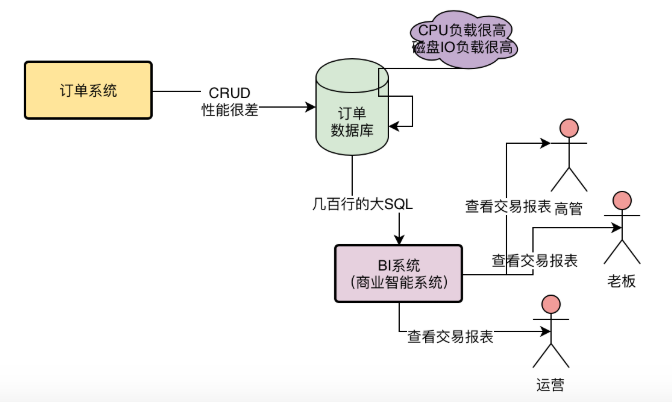 CPU负载很高
磁盘IO负载很高
订单系统
CRUD
性能很差
订单
数据库
几百行的大SQL
查看交易报表
高管
查看交易报表
老板
BI系统
(商业智能系统)
查看交易报表
运营